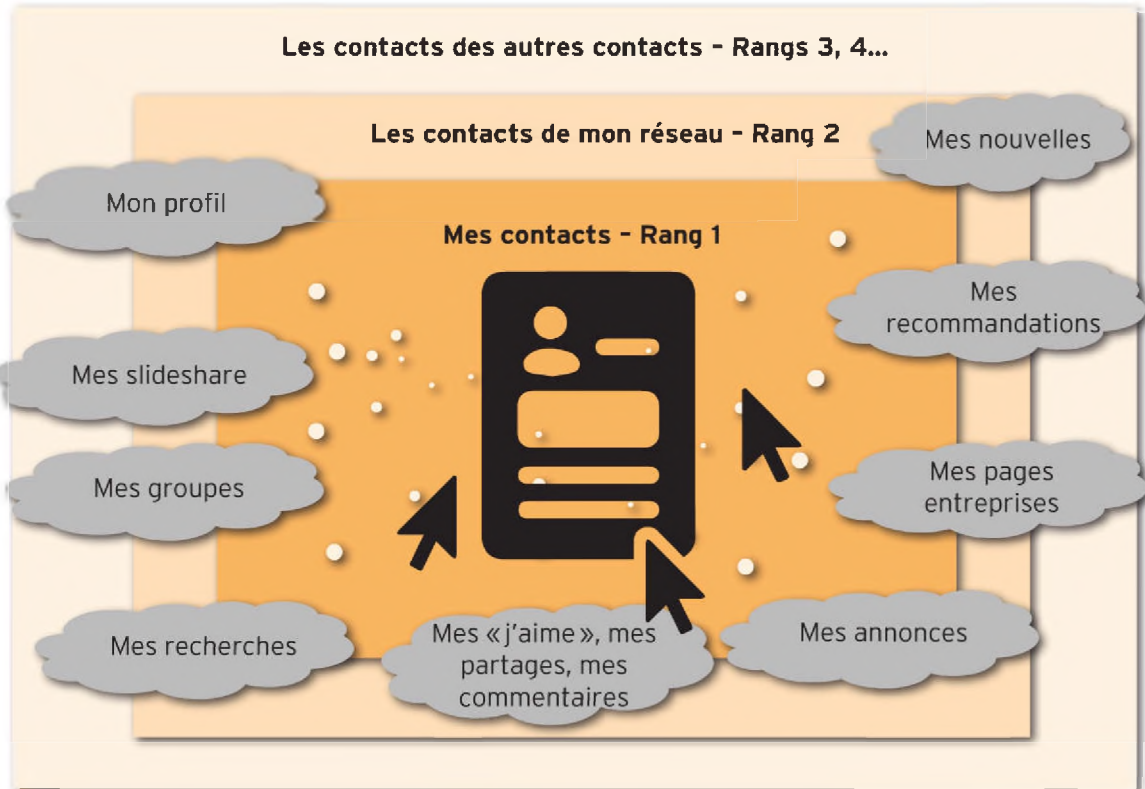 Les contacts des autres contacts – Rangs 3, 4...
Les contacts de mon réseau – Rang 2
Mes nouvelles
Mon profil
Mes contacts – Rang 1
Mes
recommandations
Mes slideshare
Mes groupes
Mes pages
entreprises
Mes recherches
Mes « j'aime », mes
partages, mes
commentaires
Mes annonces